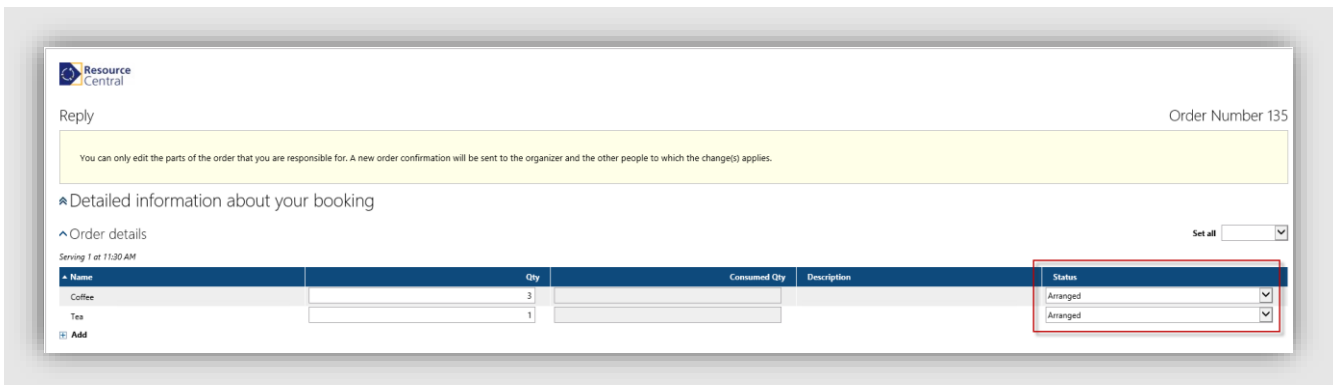 Resource
Central
Reply Order Number 135
You can only edit the parts of the order that you are responsible for. A new order confirmation will be sent to the organizer and the other people to which the change(s) applies.
Detailed information about your booking
Order details Set all
Serving 1 at 11:30 AM
Name Qty Consumed Qty Description Status
Coffee 3 Arranged
Tea 1 Arranged
Add